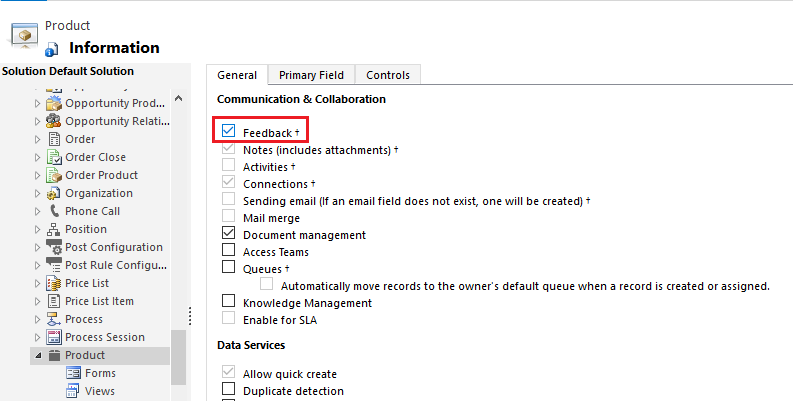 Product
Information
Solution Default Solution
Opportunity Produ...
Opportunity Relati...
Order
Order Close
Order Product
Organization
Phone Call
Position
Post Configuration
Post Rule Configu...
Price List
Price List Item
Process
Process Session
Product
Forms
Views
General Primary Field Controls
Communication & Collaboration
Feedback †
Notes (includes attachments) †
Activities †
Connections †
Sending email (If an email field does not exist, one will be created) †
Mail merge
Document management
Access Teams
Queues †
Automatically move records to the owner's default queue when a record is created or assigned.
Knowledge Management
Enable for SLA
Data Services
Allow quick create
Duplicate detection